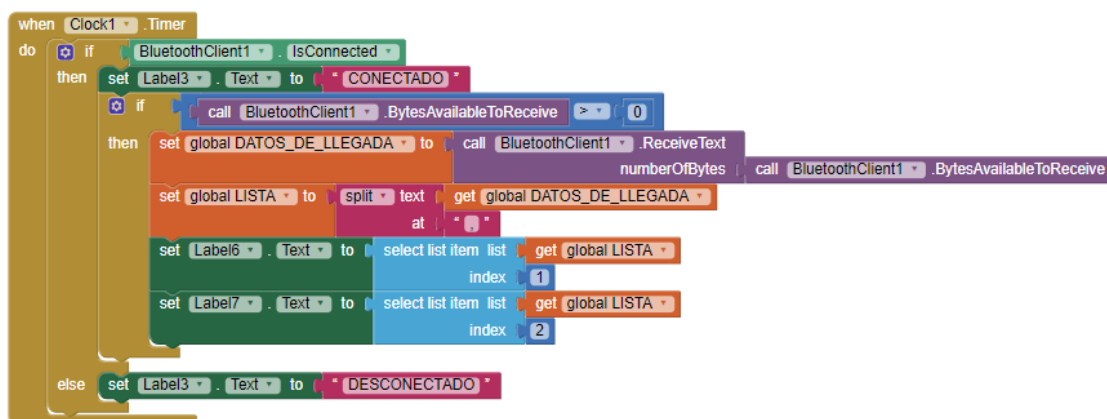 when Clock1 .Timer
do if BluetoothClient1 . IsConnected
then set Label3 . Text to " CONECTADO "
if call BluetoothClient1 .BytesAvailableToReceive > 0
then set global DATOS_DE_LLEGADA to call BluetoothClient1 .ReceiveText
numberOfBytes call BluetoothClient1 .BytesAvailableToReceive
set global LISTA to split text get global DATOS_DE_LLEGADA
at " , "
set Label6 . Text to select list item list get global LISTA
index 1
set Label7 . Text to select list item list get global LISTA
index 2
else set Label3 . Text to " DESCONECTADO "